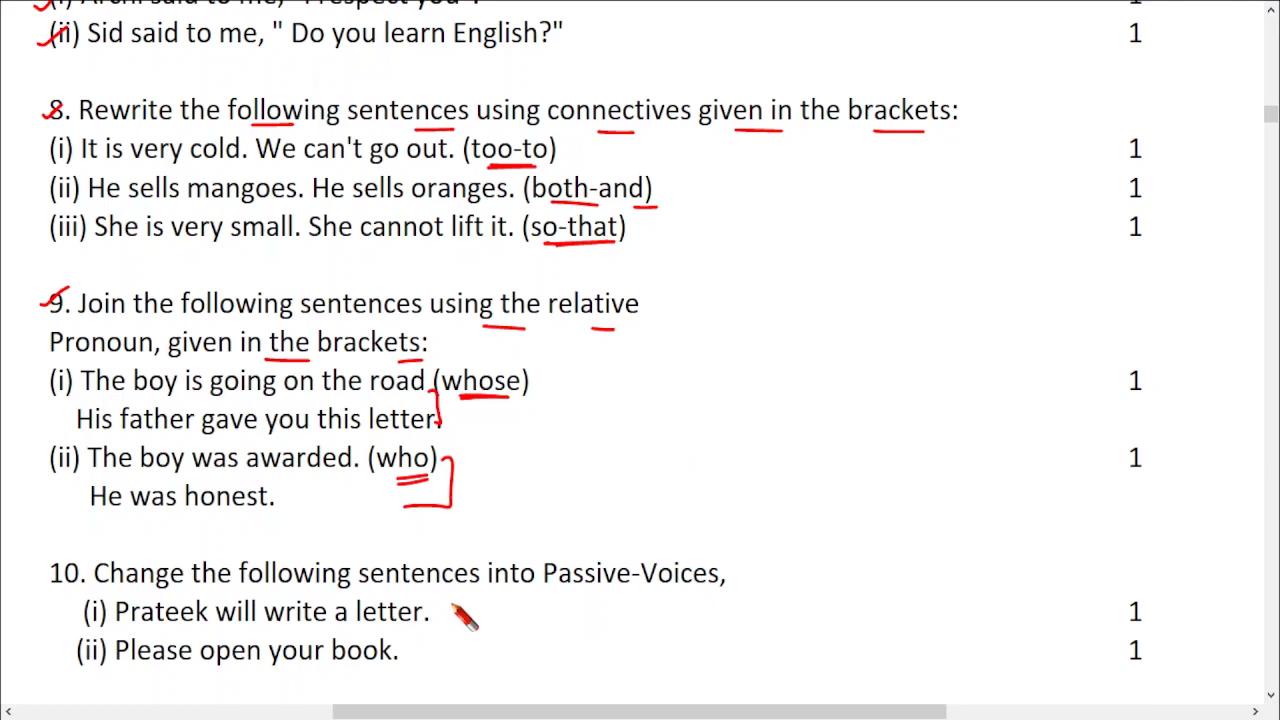 (ii) Sid said to me, " Do you learn English?" 1
8. Rewrite the following sentences using connectives given in the brackets:
(i) It is very cold. We can't go out. (too-to) 1
(ii) He sells mangoes. He sells oranges. (both-and) 1
(iii) She is very small. She cannot lift it. (so-that) 1
9. Join the following sentences using the relative
Pronoun, given in the brackets:
(i) The boy is going on the road (whose) 1
His father gave you this letter.
(ii) The boy was awarded. (who) 1
He was honest.
10. Change the following sentences into Passive-Voices,
(i) Prateek will write a letter. 1
(ii) Please open your book. 1